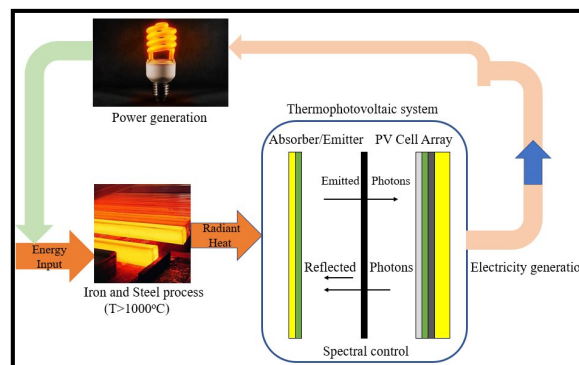 Power generation
Thermophotovoltaic system
Absorber/Emitter PV Cell Array
Emitted Photons
Energy
Input
Radiant
Heat
Reflected Photons
Electricity generation
Iron and Steel process
(T>1000°C)
Spectral control